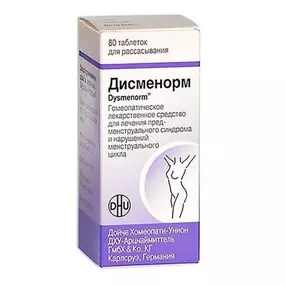 80 таблеток
для рассасывания
Дисменорм
Dysmenorm®
Гомеопатическое
лекарственное средство
для лечения пред-
менструального синдрома
и нарушений
менструального
цикла
DHU
Дойче Хомеопати-Унион
ДХУ-Арцнаймиттель
ГмбХ & Ко. КГ
Карлсруэ, Германия